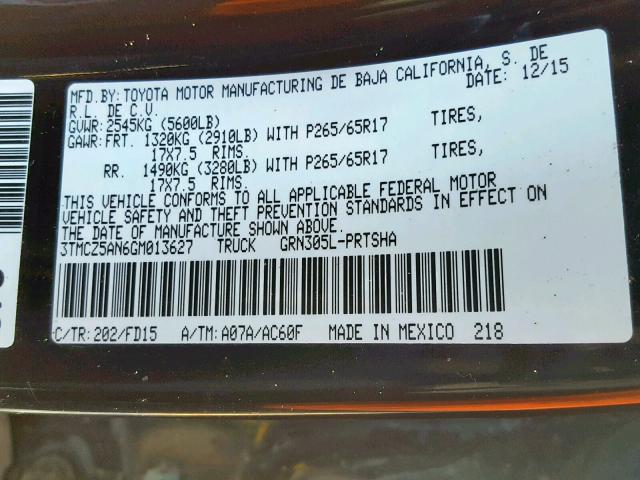 MFD.BY:TOYOTA MOTOR MANUFACTURING DE BAJA CALIFORNIA, S. DE
R.L. DE C.V. DATE: 12/15
GVWR:2545KG (5600LB)
GAWR:FRT. 1320KG (2910LB) WITH P265/65R17 TIRES,
17X7.5 RIMS.
RR. 1490KG (3280LB) WITH P265/65R17 TIRES,
17X7.5 RIMS.
THIS VEHICLE CONFORMS TO ALL APPLICABLE FEDERAL MOTOR
VEHICLE SAFETY AND THEFT PREVENTION STANDARDS IN EFFECT ON
THE DATE OF MANUFACTURE SHOWN ABOVE.
3TMCZ5AN6GM013627 TRUCK GRN305L-PRTSHA
C/TR:202/FD15 A/TM:A07A/AC60F MADE IN MEXICO 218